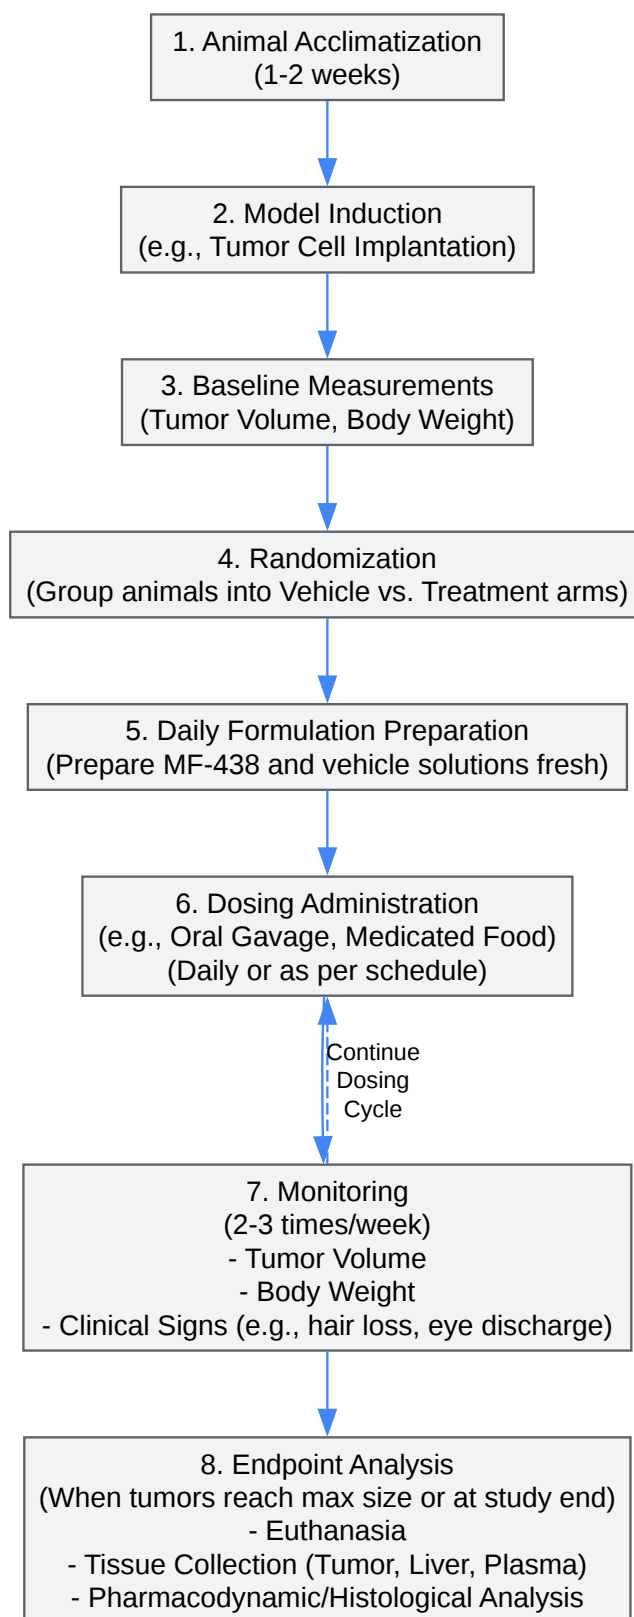 1. Animal Acclimatization
(1-2 weeks)
2. Model Induction
(e.g., Tumor Cell Implantation)
3. Baseline Measurements
(Tumor Volume, Body Weight)
4. Randomization
(Group animals into Vehicle vs. Treatment arms)
5. Daily Formulation Preparation
(Prepare MF-438 and vehicle solutions fresh)
6. Dosing Administration
(e.g., Oral Gavage, Medicated Food)
(Daily or as per schedule)
Continue
Dosing
Cycle
7. Monitoring
(2-3 times/week)
- Tumor Volume
- Body Weight
- Clinical Signs (e.g., hair loss, eye discharge)
8. Endpoint Analysis
(When tumors reach max size or at study end)
- Euthanasia
- Tissue Collection (Tumor, Liver, Plasma)
- Pharmacodynamic/Histological Analysis